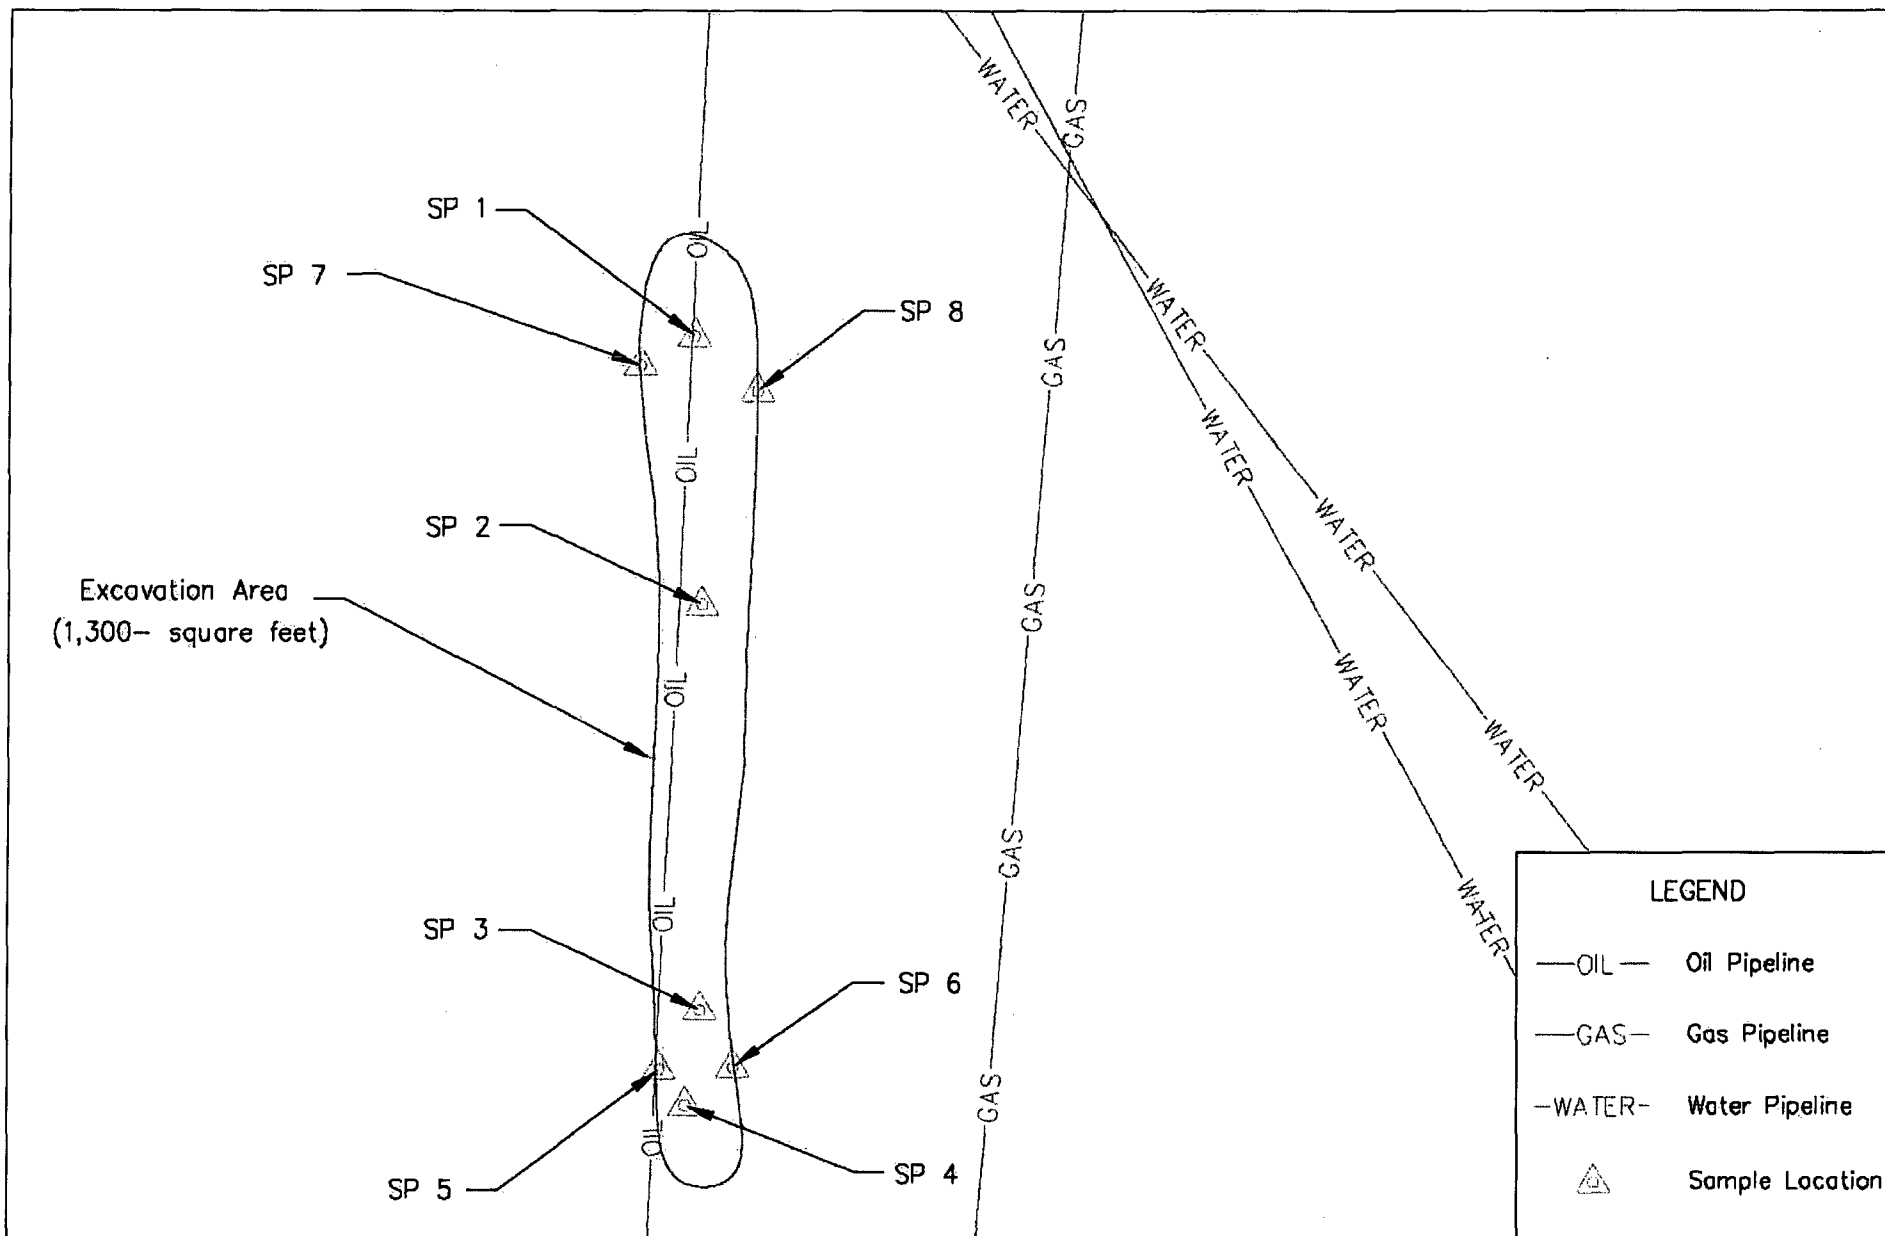 WATER
GAS
SP 1
OIL
SP 7
SP 8
WATER
GAS
WATER
OIL
SP 2
WATER
Excavation Area
(1,300- square feet)
GAS
OIL
WATER
WATER
GAS
LEGEND
OIL
SP 3
WATER
OIL Oil Pipeline
SP 6
GAS Gas Pipeline
GAS
WATER Water Pipeline
OIL
SP 4
SP 5
Sample Location